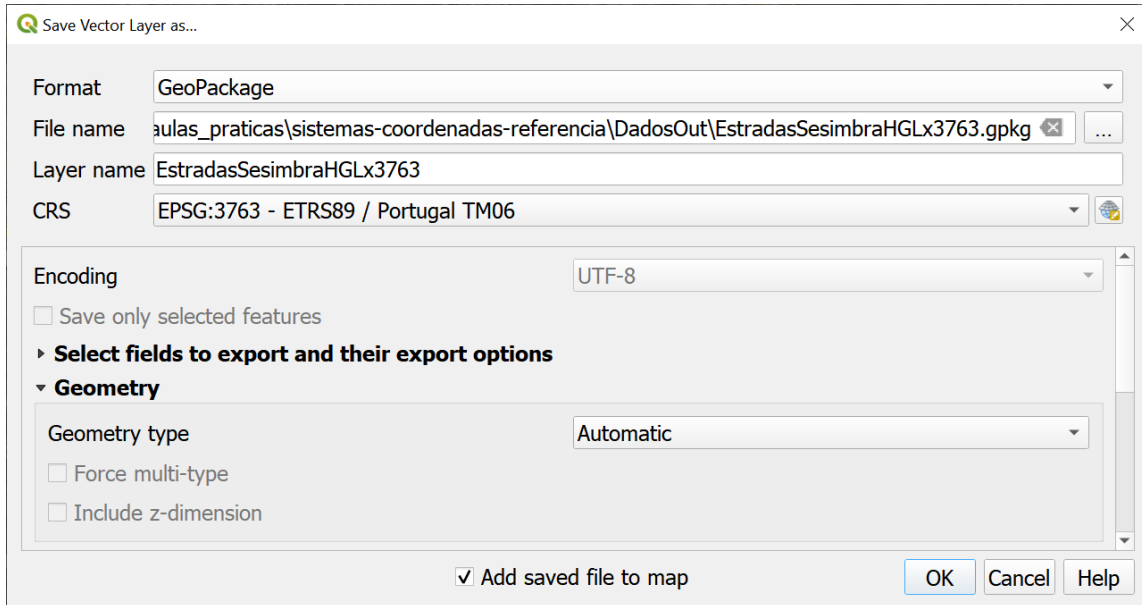 Save Vector Layer as...
Format GeoPackage
File name aulas_praticas\sistemas-coordenadas-referencia\DadosOut\EstradasSesimbraHGLx3763.gpkg ...
Layer name EstradasSesimbraHGLx3763
CRS EPSG:3763 - ETRS89 / Portugal TM06
Encoding UTF-8
Save only selected features
Select fields to export and their export options
Geometry
Geometry type Automatic
Force multi-type
Include z-dimension
Add saved file to map OK Cancel Help